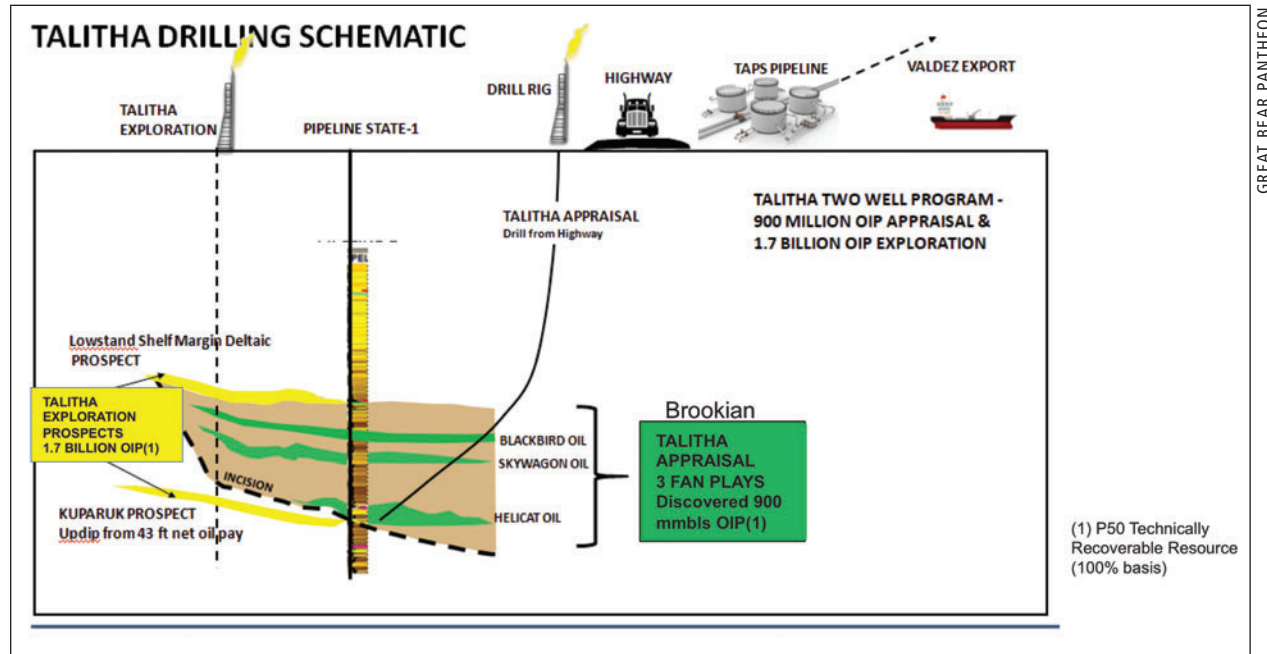 TALITHA DRILLING SCHEMATIC
TALITHA
EXPLORATION
PIPELINE STATE-1
DRILL RIG
HIGHWAY
TAPS PIPELINE
VALDEZ EXPORT
GREAT BEAR PANTHEON
TALITHA APPRAISAL
Drill from Highway
TALITHA TWO WELL PROGRAM -
900 MILLION OIP APPRAISAL &
1.7 BILLION OIP EXPLORATION
Lowstand Shelf Margin Deltaic
PROSPECT
TALITHA
EXPLORATION
PROSPECTS
1.7 BILLION OIP(1)
INCISION
KUPARUK PROSPECT
Updip from 43 ft net oil pay
BLACKBIRD OIL
SKYWAGON OIL
HELICAT OIL
Brookian
TALITHA
APPRAISAL
3 FAN PLAYS
Discovered 900
mmbls OIP(1)
(1) P50 Technically
Recoverable Resource
(100% basis)